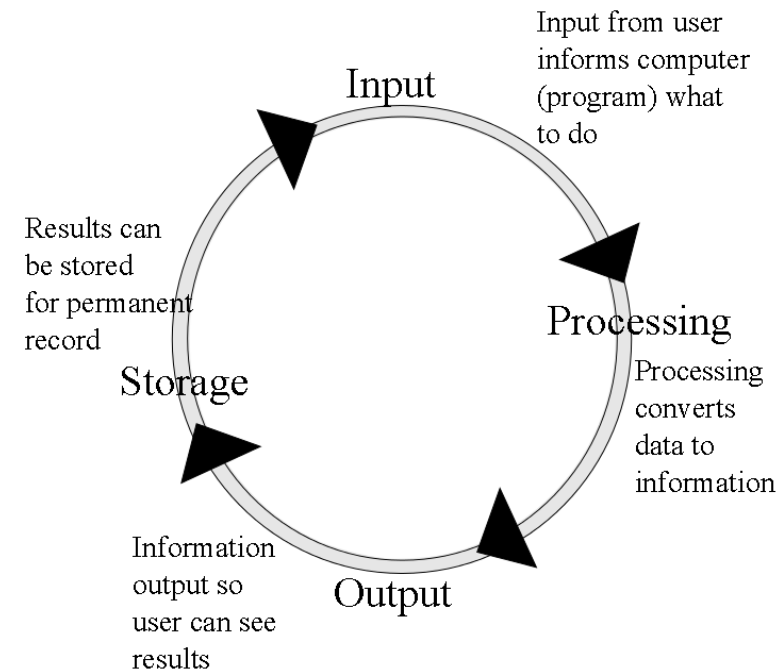 Input
Input from user
informs computer
(program) what
to do
Processing
Processing
converts
data to
information
Output
Information
output so
user can see
results
Storage
Results can
be stored
for permanent
record